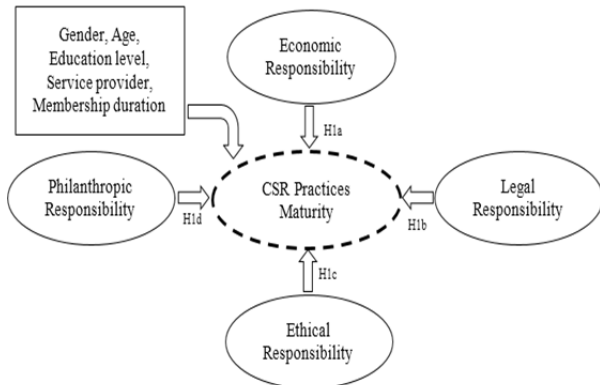 Gender, Age,
Education level,
Service provider,
Membership duration
Economic
Responsibility
H1a
Philanthropic
Responsibility
H1d
CSR Practices
Maturity
Legal
Responsibility
H1b
H1c
Ethical
Responsibility